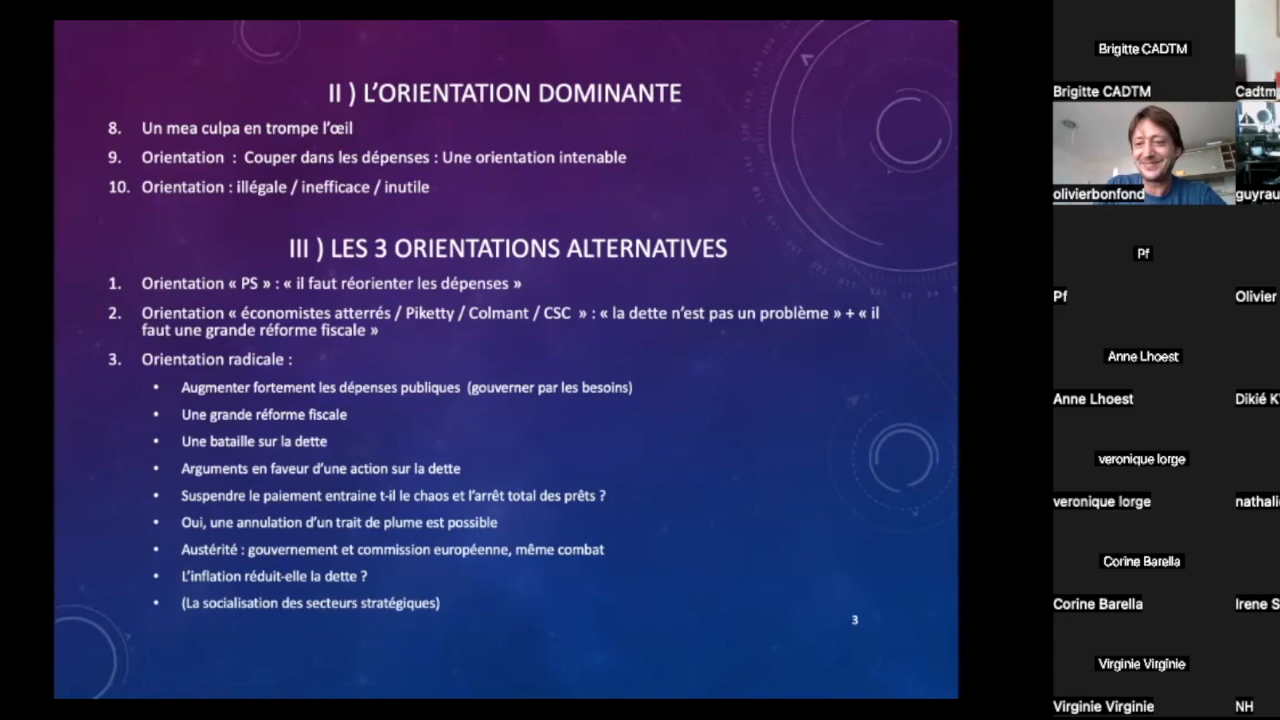 II ) L’ORIENTATION DOMINANTE
8. Un mea culpa en trompe l’œil
9. Orientation : Couper dans les dépenses : Une orientation intenable
10. Orientation : illégale / inefficace / inutile
III ) LES 3 ORIENTATIONS ALTERNATIVES
1. Orientation « PS » : « il faut réorienter les dépenses »
2. Orientation « économistes atterrés / Piketty / Colmant / CSC » : « la dette n’est pas un problème » + « il
faut une grande réforme fiscale »
3. Orientation radicale :
• Augmenter fortement les dépenses publiques (gouverner par les besoins)
• Une grande réforme fiscale
• Une bataille sur la dette
• Arguments en faveur d’une action sur la dette
• Suspendre le paiement entraine t-il le chaos et l’arrêt total des prêts ?
• Oui, une annulation d’un trait de plume est possible
• Austérité : gouvernement et commission européenne, même combat
• L’inflation réduit-elle la dette ?
• (La socialisation des secteurs stratégiques)
3
Brigitte CADTM
Brigitte CADTM
Cadtm
olivierbonfond
guyrau
Pf
Pf
Olivier
Anne Lhoest
Anne Lhoest
Dikié K
veronique lorge
veronique lorge
nathali
Corine Barella
Corine Barella
Irene S
Virginie Virginie
Virginie Virginie
NH